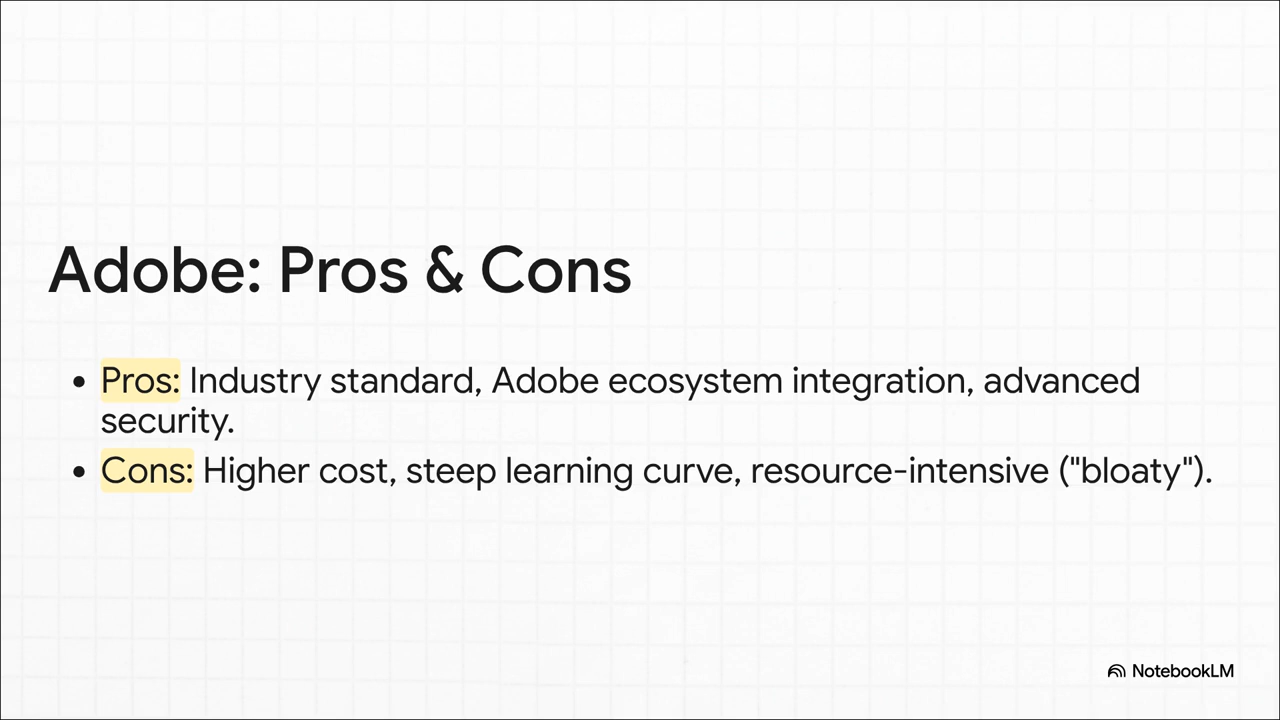 Adobe: Pros & Cons
• Pros: Industry standard, Adobe ecosystem integration, advanced
security.
• Cons: Higher cost, steep learning curve, resource-intensive ("bloaty").
NotebookLM